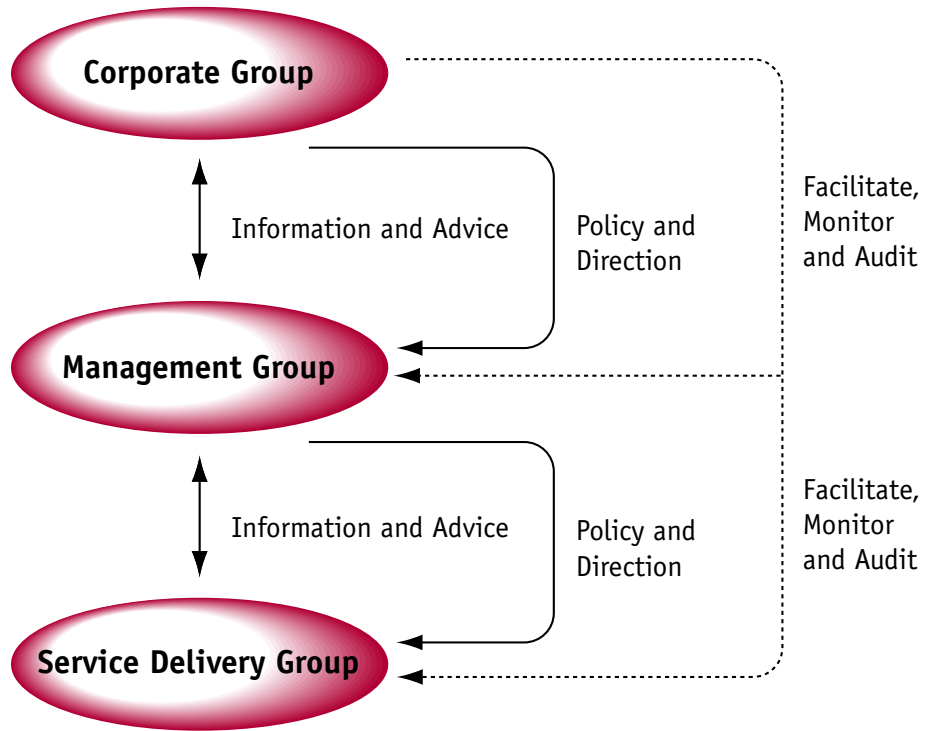 Corporate Group
Information and Advice
Policy and
Direction
Facilitate,
Monitor
and Audit
Management Group
Information and Advice
Policy and
Direction
Facilitate,
Monitor
and Audit
Service Delivery Group